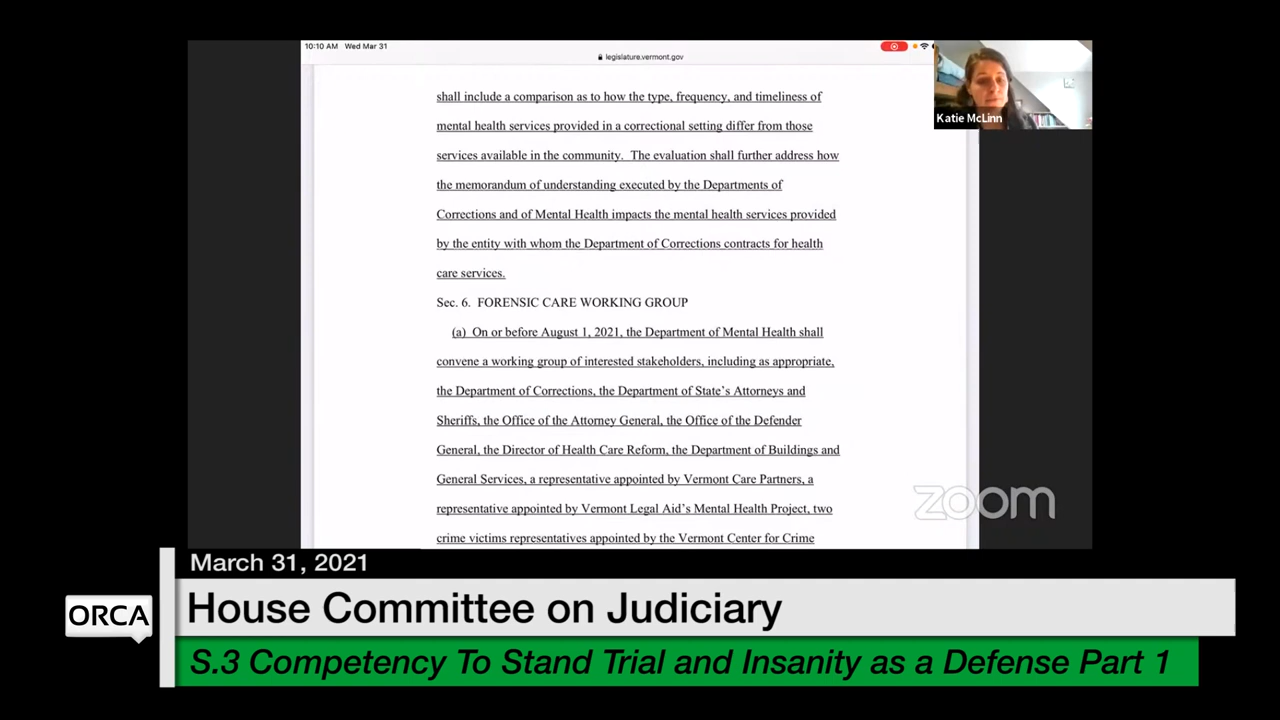 10:10 AM Wed Mar 31
legislature.vermont.gov
Katie McLinn
shall include a comparison as to how the type, frequency, and timeliness of
mental health services provided in a correctional setting differ from those
services available in the community. The evaluation shall further address how
the memorandum of understanding executed by the Departments of
Corrections and of Mental Health impacts the mental health services provided
by the entity with whom the Department of Corrections contracts for health
care services.
Sec. 6. FORENSIC CARE WORKING GROUP
(a) On or before August 1, 2021, the Department of Mental Health shall
convene a working group of interested stakeholders, including as appropriate,
the Department of Corrections, the Department of State’s Attorneys and
Sheriffs, the Office of the Attorney General, the Office of the Defender
General, the Director of Health Care Reform, the Department of Buildings and
General Services, a representative appointed by Vermont Care Partners, a
representative appointed by Vermont Legal Aid’s Mental Health Project, two
crime victims representatives appointed by the Vermont Center for Crime
zoom
March 31, 2021
ORCA
House Committee on Judiciary
S.3 Competency To Stand Trial and Insanity as a Defense Part 1